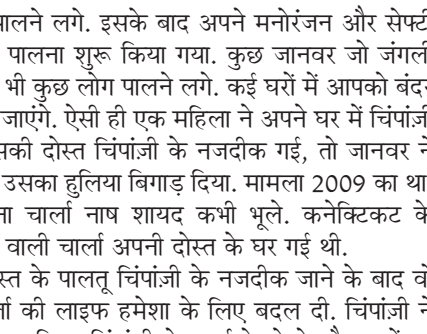 पालने लगे. इसके बाद अपने मनोरंजन और सेफ्टी
पालना शुरू किया गया. कुछ जानवर जो जंगली
भी कुछ लोग पालने लगे. कई घरों में आपको बंद
जाएंगे. ऐसी ही एक महिला ने अपने घर में चिंपांज़ी
सकी दोस्त चिंपांज़ी के नजदीक गई, तो जानवर ने
उसका हुलिया बिगाड़ दिया. मामला 2009 का था
ना चार्ला नाष शायद कभी भूले. कनेक्टिकट के
वाली चार्ला अपनी दोस्त के घर गई थी.
स्त के पालतू चिंपांज़ी के नजदीक जाने के बाद वो
र्ला की लाइफ हमेशा के लिए बदल दी. चिंपांज़ी ने